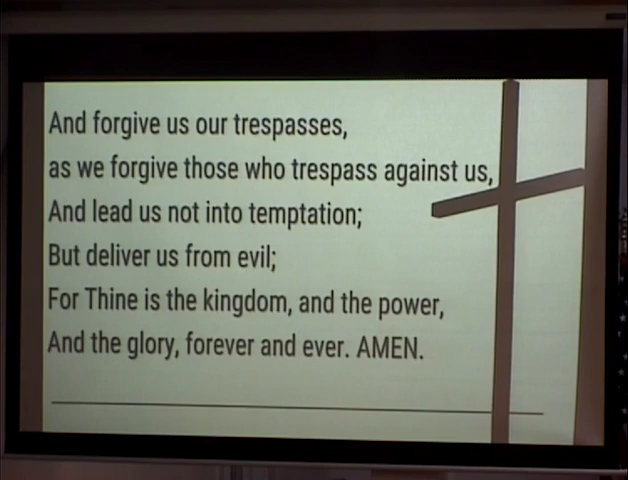 And forgive us our trespasses,
as we forgive those who trespass against us,
And lead us not into temptation;
But deliver us from evil;
For Thine is the kingdom, and the power,
And the glory, forever and ever. AMEN.